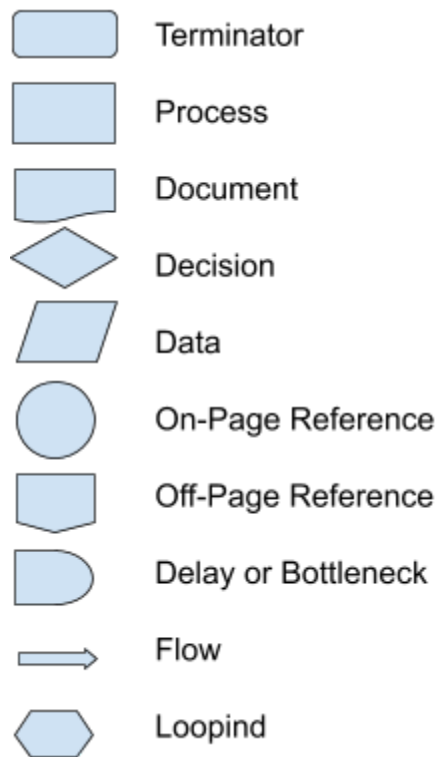 Terminator
Process
Document
Decision
Data
On-Page Reference
Off-Page Reference
Delay or Bottleneck
Flow
Loopind